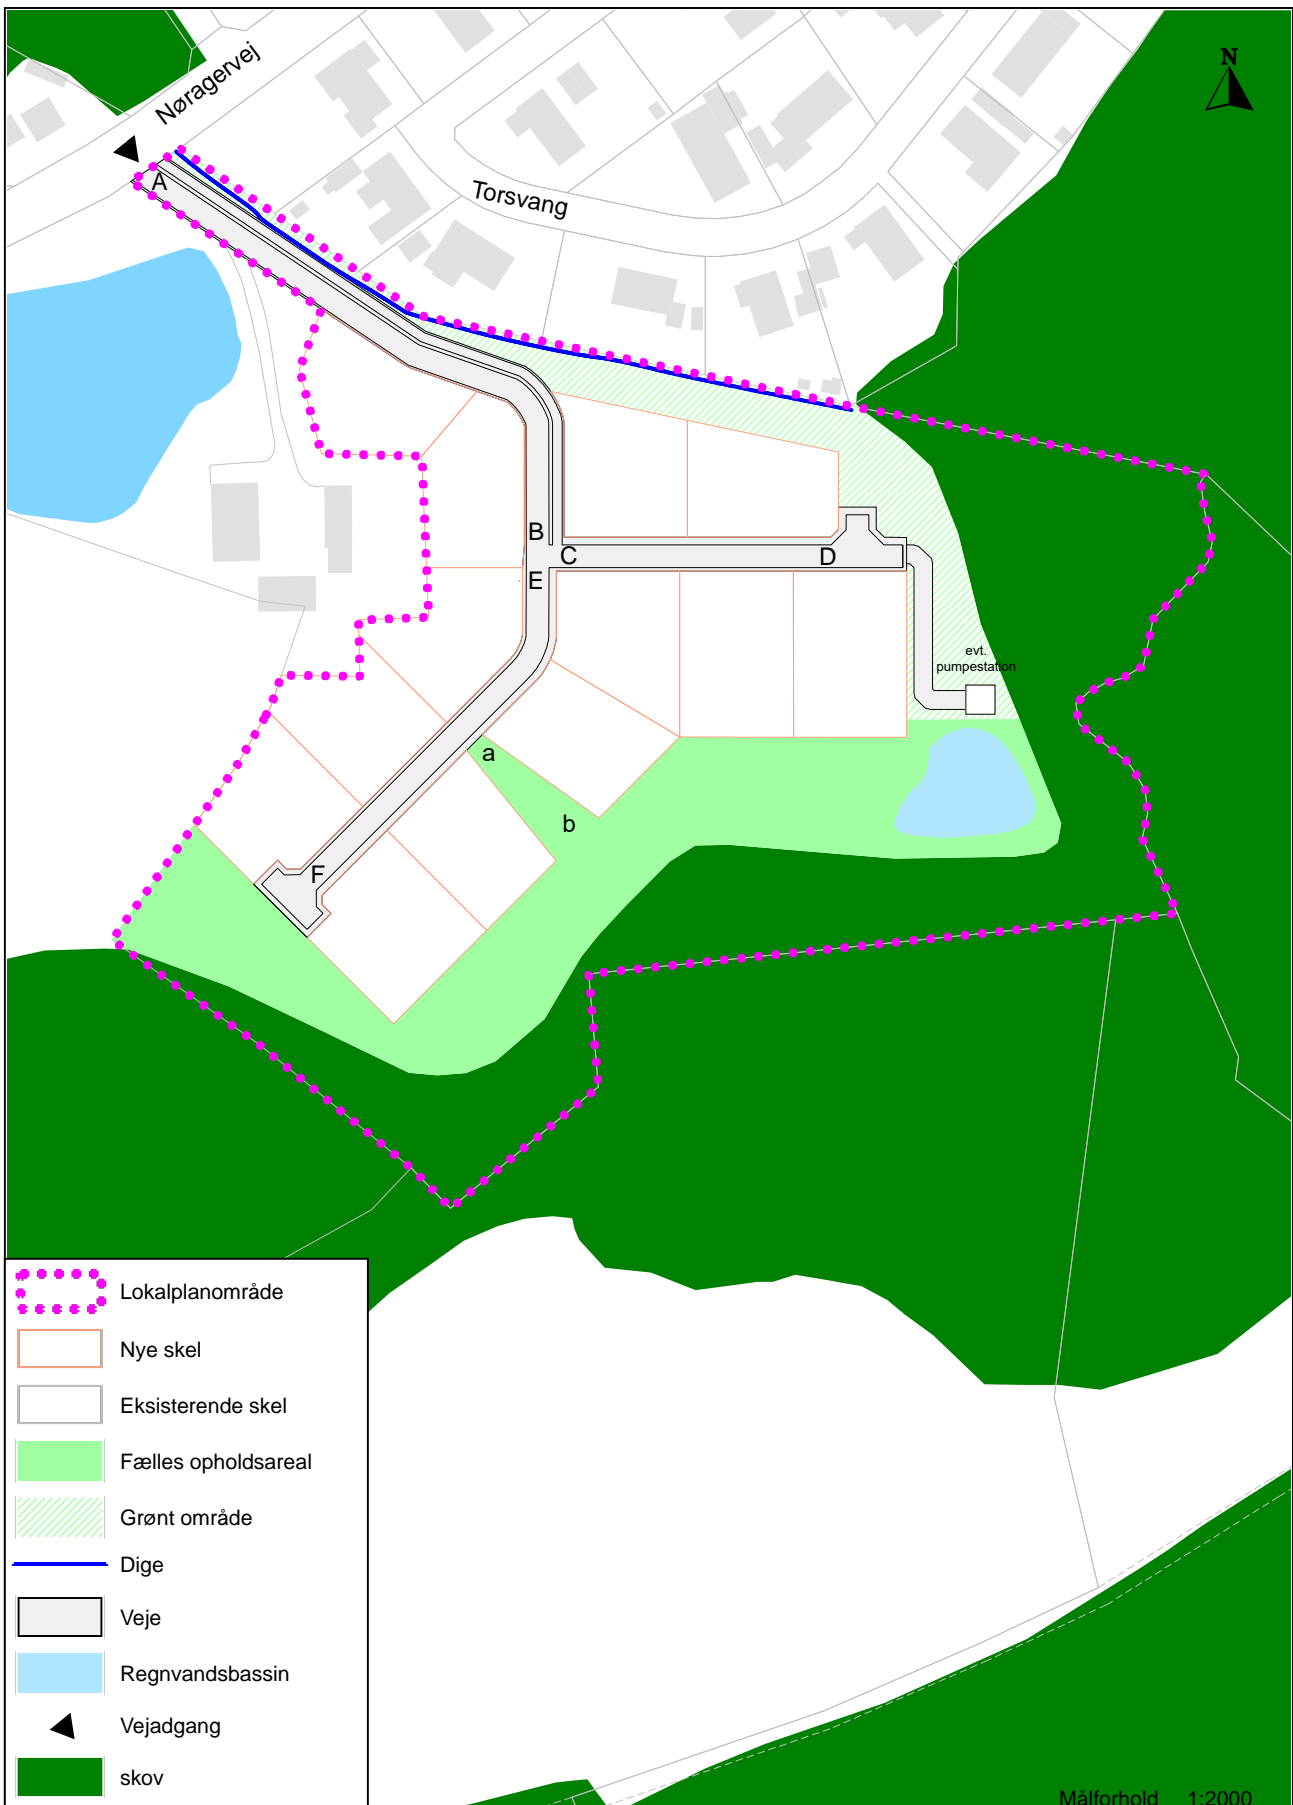 N
Nøragervej
A
Torsvang
B
C
D
E
evt.
pumpestation
a
b
F
Lokalplanområde
Nye skel
Eksisterende skel
Fælles opholdsareal
Grønt område
Dige
Veje
Regnvandsbassin
Vejadgang
skov
Målforhold 1:2000